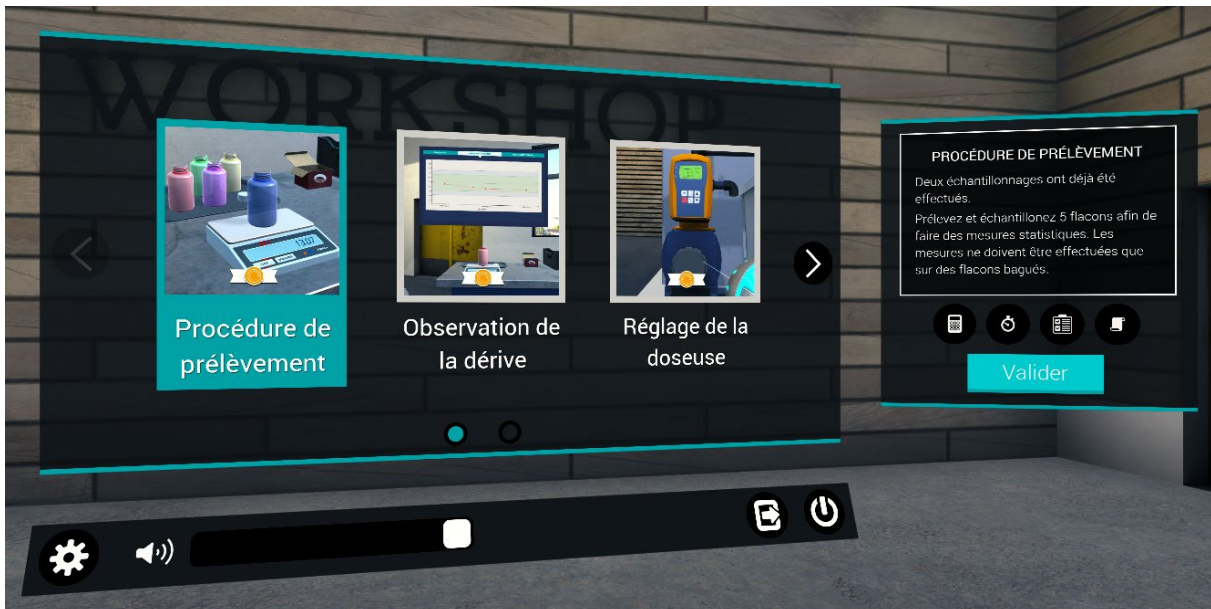 WORKSHOP
Procédure de
prélèvement
Observation de
la dérive
Réglage de la
doseuse
PROCÉDURE DE PRÉLÈVEMENT
Deux échantillonnages ont déjà été
effectués.
Prélevez et échantillonez 5 flacons afin de
faire des mesures statistiques. Les
mesures ne doivent être effectuées que
sur des flacons bagués.
Valider